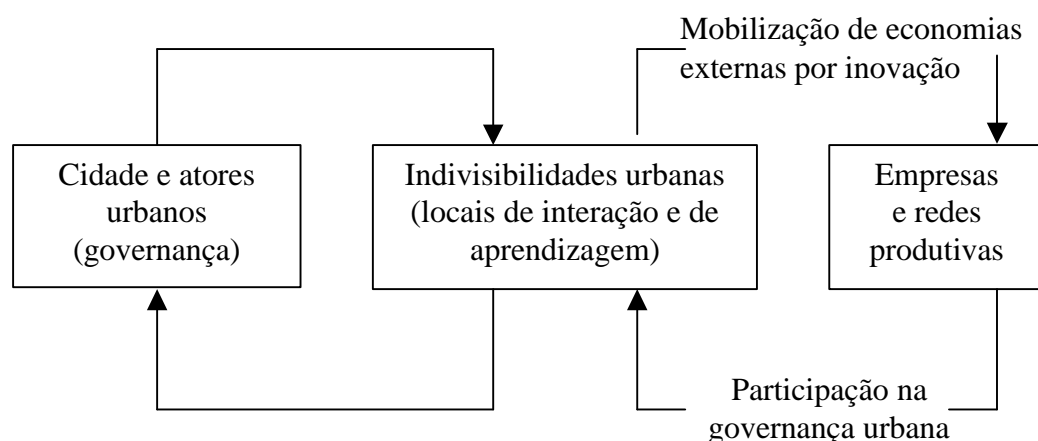 Mobilização de economias
externas por inovação
Cidade e atores
urbanos
(governança)
Indivisibilidades urbanas
(locais de interação e de
aprendizagem)
Empresas
e redes
produtivas
Participação na
governança urbana